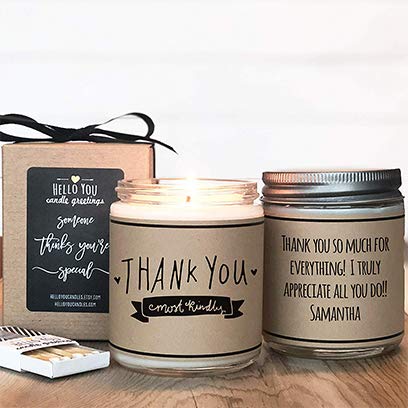 HELLO YOU
candle greetings
someone
Thinks you're
special
HELLOYOUCANDLES.ETSY.COM
HELLOYOUCANDLES.COM
THANK YOU
most kindly
THANK YOU SO MUCH FOR
EVERYTHING! I TRULY
APPRECIATE ALL YOU DO!!
SAMANTHA